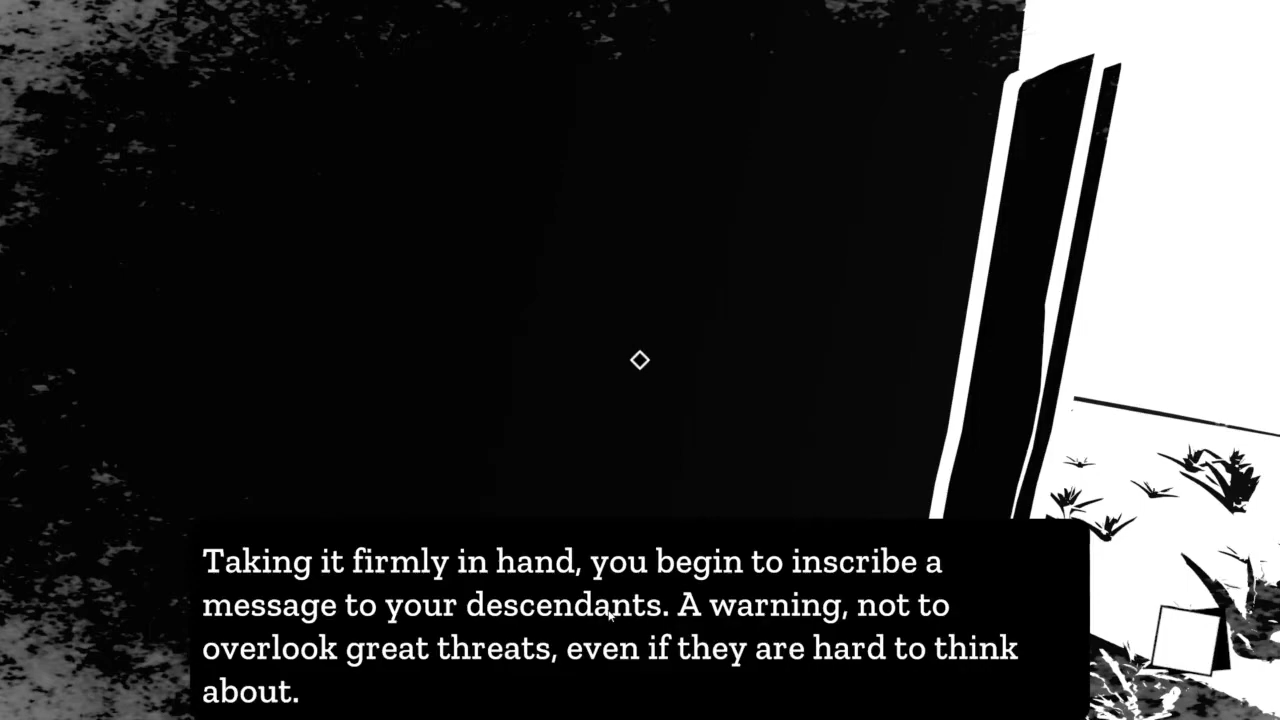 Taking it firmly in hand, you begin to inscribe a
message to your descendants. A warning, not to
overlook great threats, even if they are hard to think
about.